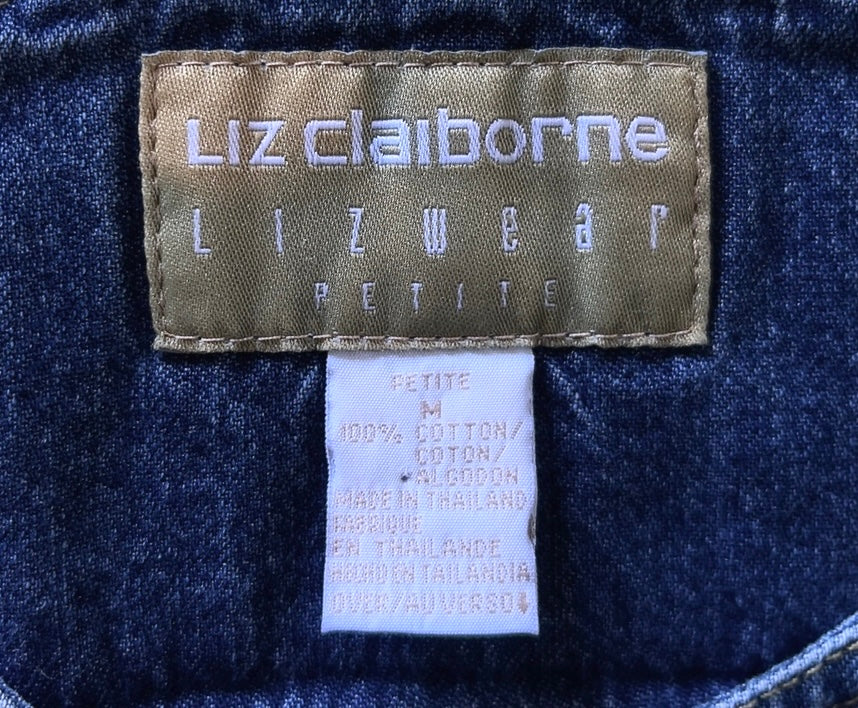 Liz claiborne
Lizwear
PETITE
PETITE
M
100% COTTON/
COTON/
ALGODON
MADE IN THAILAND
FABRIQUE
EN THAILANDE
HECHO EN TAILANDIA
OVER/AU VERSO↓